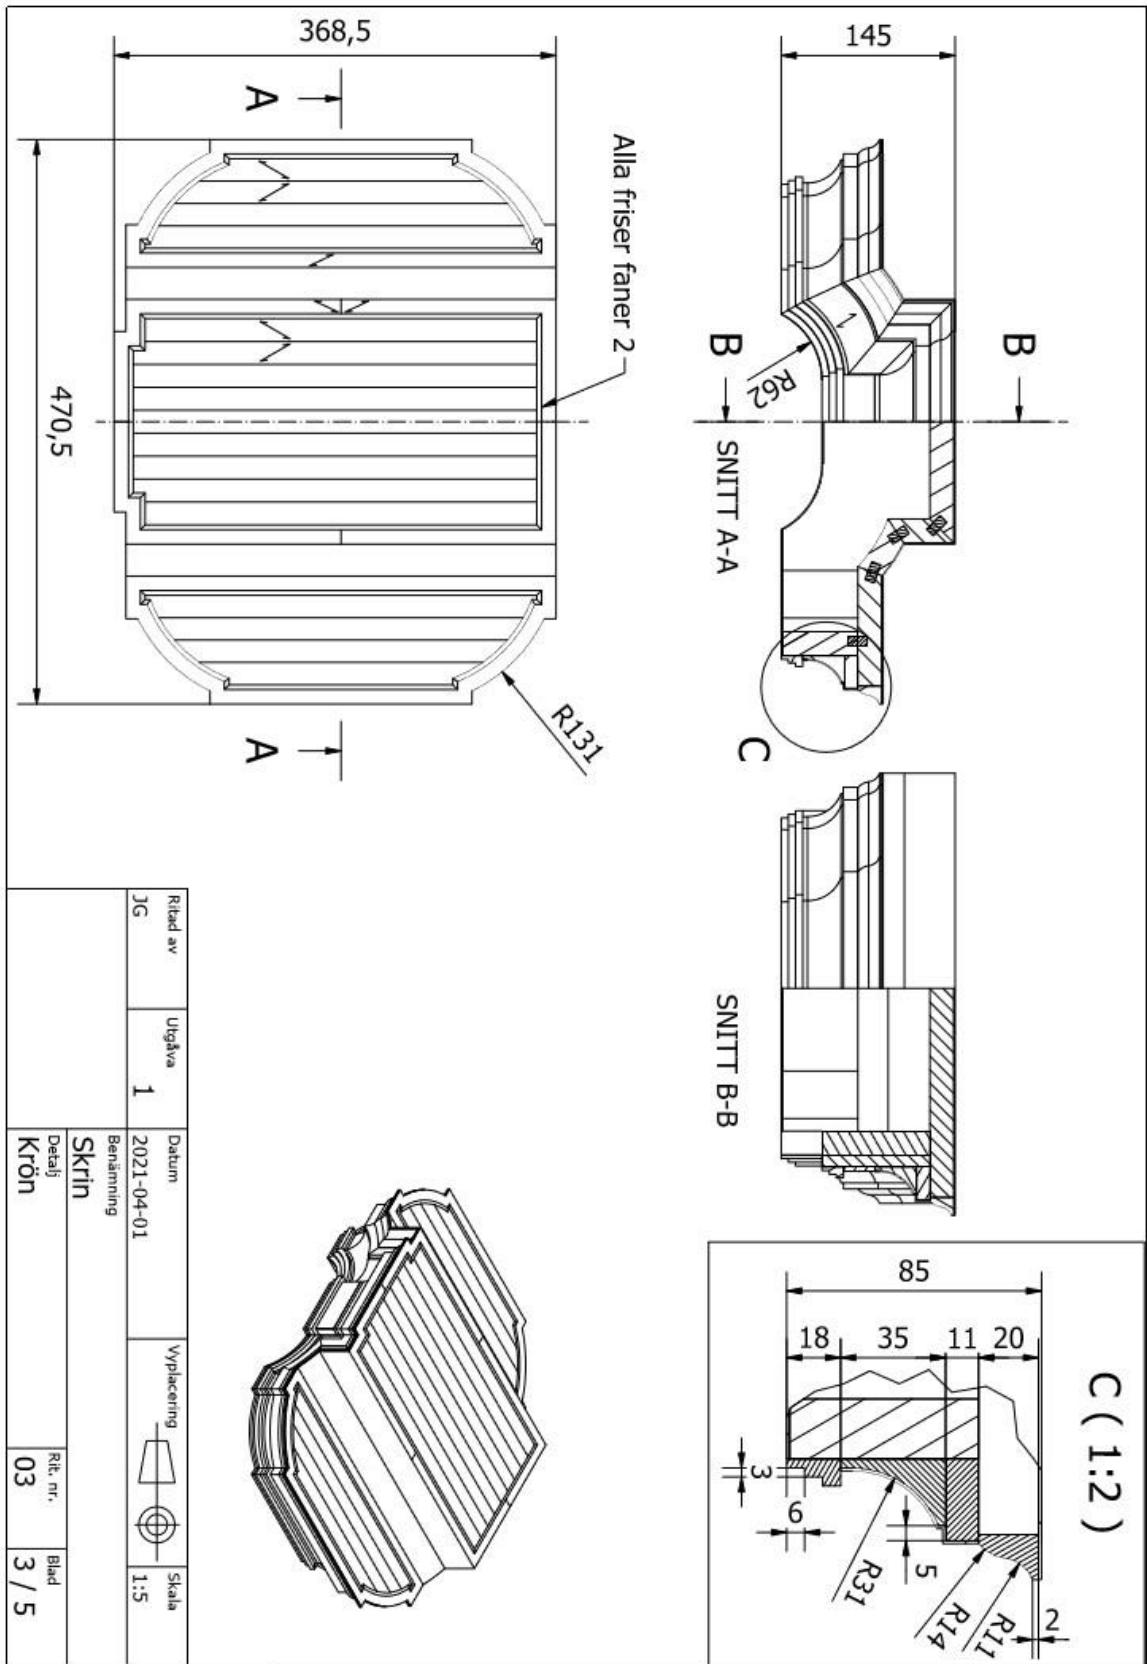 368,5
A
A
Alla friser faner 2
470,5
R131
145
B
B
R62
SNITT A-A
C
SNITT B-B
C ( 1:2 )
85
18
35
11
20
3
6
5
2
R31
R14
R11
Ritad av
JG
Utgåva
1
Datum
2021-04-01
Vyplacering
Skala
1:5
Benämning
Skrin
Detalj
Krön
Rit. nr.
03
Blad
3 / 5